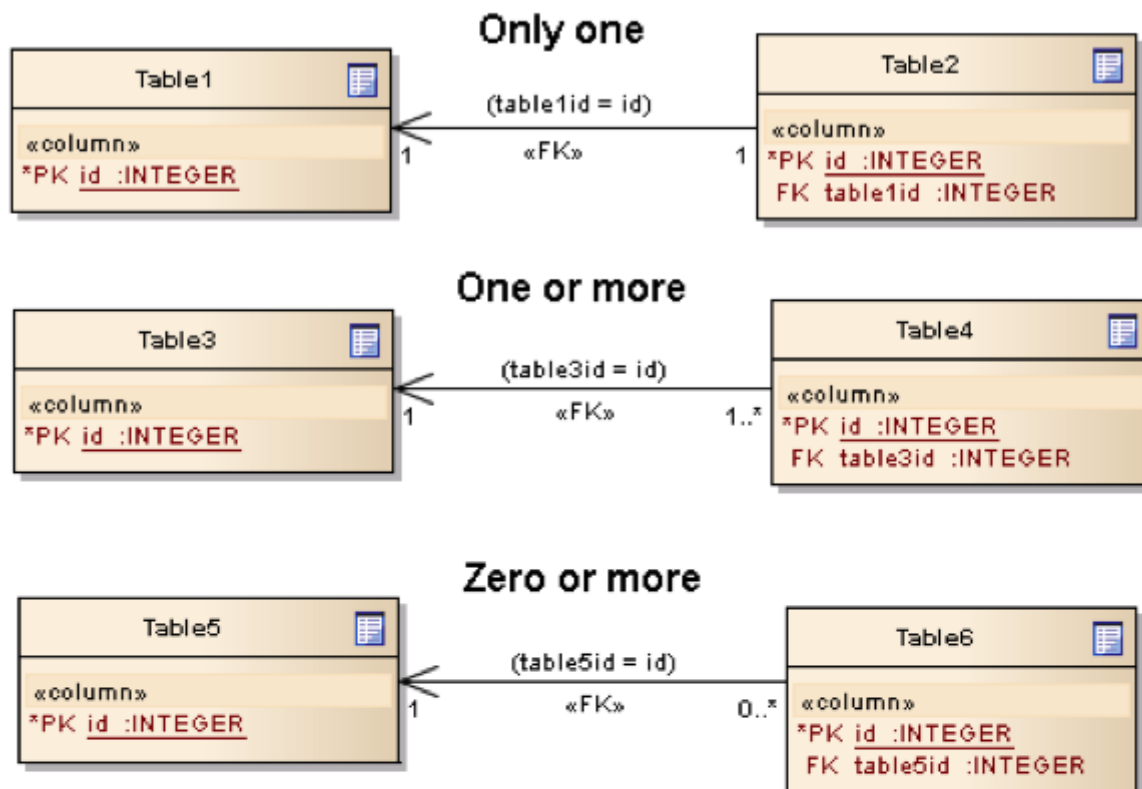 Only one
Table1
«column»
*PK id :INTEGER
(table1id = id)
«FK»
1
1
Table2
«column»
*PK id :INTEGER
FK table1id :INTEGER
One or more
Table3
«column»
*PK id :INTEGER
(table3id = id)
«FK»
1
1..*
Table4
«column»
*PK id :INTEGER
FK table3id :INTEGER
Zero or more
Table5
«column»
*PK id :INTEGER
(table5id = id)
«FK»
1
0..*
Table6
«column»
*PK id :INTEGER
FK table5id :INTEGER